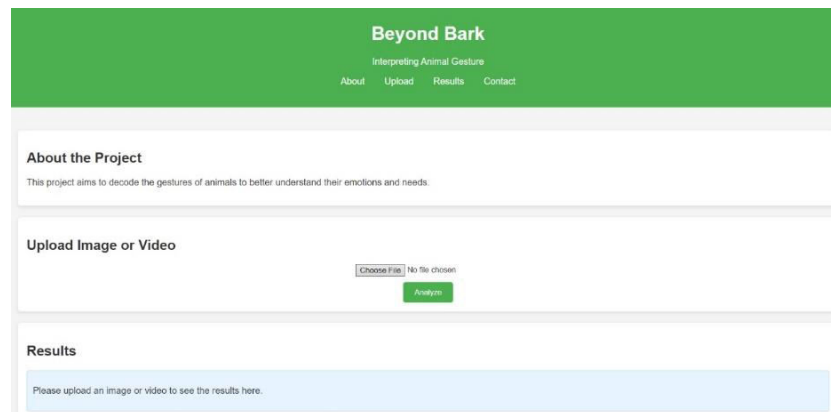 Beyond Bark
Interpreting Animal Gesture
About Upload Results Contact
About the Project
This project aims to decode the gestures of animals to better understand their emotions and needs.
Upload Image or Video
Choose File No file chosen
Analyze
Results
Please upload an image or video to see the results here.